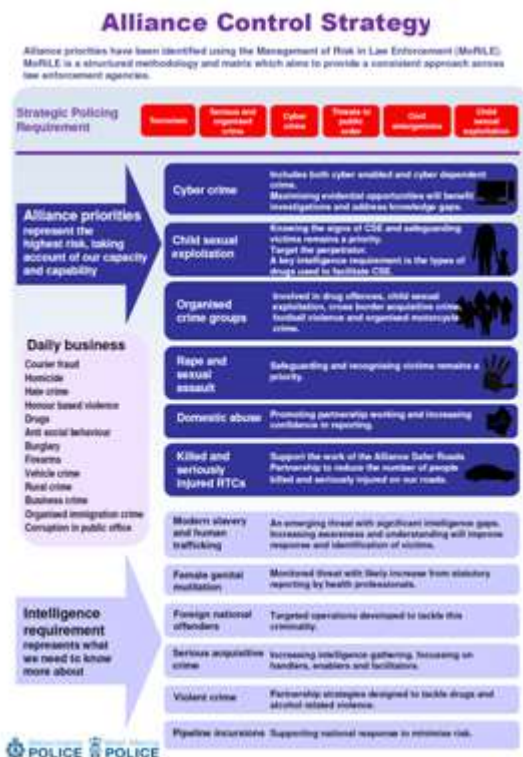 Alliance Control Strategy
Alliance priorities have been identified using the Management of Risk in Law Enforcement (MoRiLE)
MoRiLE is a structured methodology and matrix which aims to provide a consistent approach across
law enforcement agencies.
Strategic Policing
Requirement
Terrorism
Serious and
organised
crime
Cyber
crime
Threats to
public
order
Civil
emergencies
Child
sexual
exploitation
Alliance priorities
represent the
highest risk, taking
account of our capacity
and capability
Cyber crime
Includes both cyber enabled and cyber dependent
crime.
Maximising evidential opportunities will benefit
investigations and address knowledge gaps.
Child sexual
exploitation
Knowing the signs of CSE and safeguarding
victims remains a priority.
Target the perpetrator.
A key intelligence requirement is the types of
drugs used to facilitate CSE.
Organised
crime groups
Involved in drug offences, child sexual
exploitation, cross border acquisitive crime,
football violence and organised motorcycle
crime.
Rape and
sexual
assault
Safeguarding and recognising victims remains a
priority.
Domestic abuse
Promoting partnership working and increasing
confidence in reporting.
Killed and
seriously
injured RTCs
Support the work of the Alliance Safer Roads
Partnership to reduce the number of people
killed and seriously injured on our roads.
Daily business
Courier fraud
Homicide
Hate crime
Honour based violence
Drugs
Anti social behaviour
Burglary
Firearms
Vehicle crime
Rural crime
Business crime
Organised immigration crime
Corruption in public office
Intelligence
requirement
represents what
we need to know
more about
Modern slavery
and human
trafficking
An emerging threat with significant intelligence gaps.
Increasing awareness and understanding will improve
response and identification of victims.
Female genital
mutilation
Monitored threat with likely increase from statutory
reporting by health professionals.
Foreign national
offenders
Targeted operations developed to tackle this
criminality.
Serious acquisitive
crime
Increasing intelligence gathering, focussing on
handlers, enablers and facilitators.
Violent crime
Partnership strategies designed to tackle drugs and
alcohol related violence.
Pipeline incursions
Supporting national response to minimise risk.
POLICE
POLICE